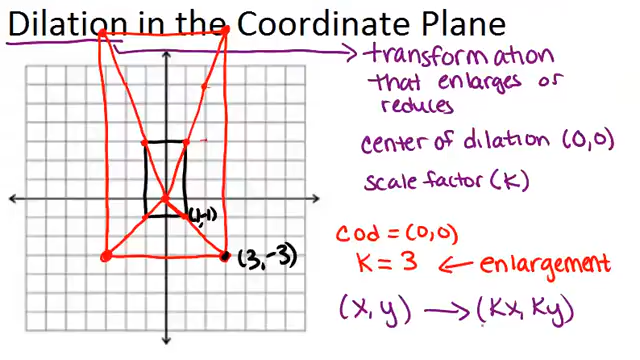 Dilation in the Coordinate Plane
transformation
that enlarges or
reduces
center of dilation (0,0)
scale factor (K)
(1,-1)
cod = (0,0)
(3,-3)
K = 3 ← enlargement
(x, y) → (Kx, Ky)